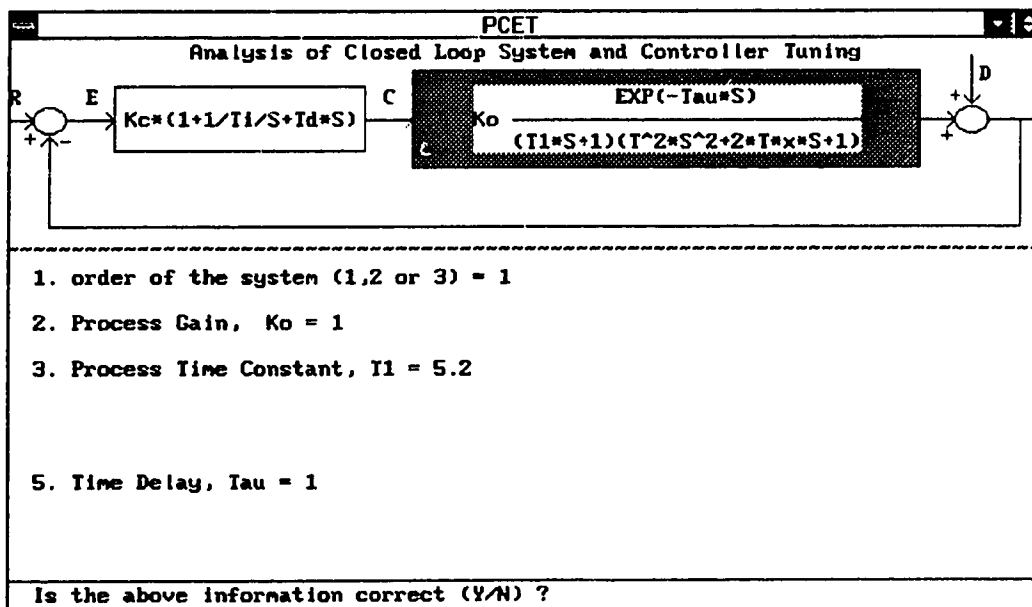 PCET
Analysis of Closed Loop System and Controller Tuning
D
R
E
Kc*(1+1/Ti/S+Td*S)
C
Ko
EXP(-Tau*S)
(T1*S+1)(T^2*S^2+2*T*x*S+1)
+
-
+
+
1. order of the system (1,2 or 3) = 1
2. Process Gain, Ko = 1
3. Process Time Constant, T1 = 5.2
5. Time Delay, Tau = 1
Is the above information correct (Y/N) ?